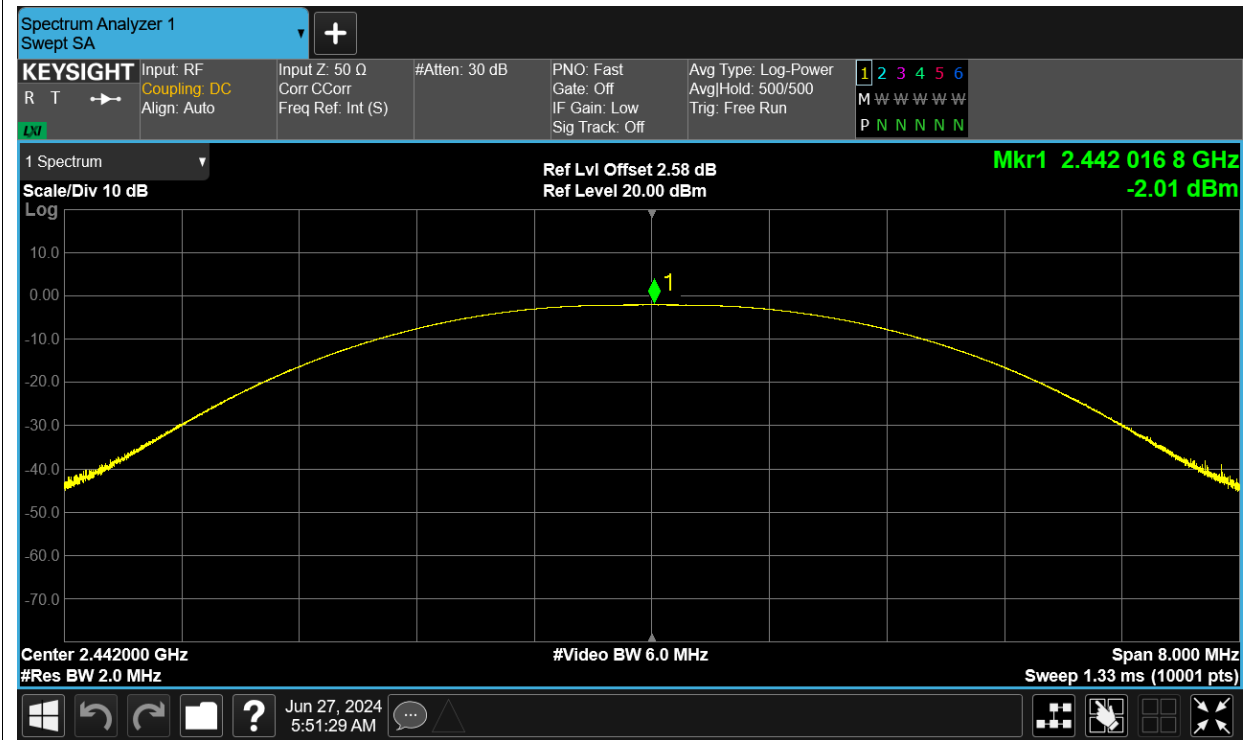 Spectrum Analyzer 1
Swept SA
+
KEYSIGHT
R T
LXI
Input: RF
Coupling: DC
Align: Auto
Input Z: 50 Ω
Corr CCorr
Freq Ref: Int (S)
#Atten: 30 dB
PNO: Fast
Gate: Off
IF Gain: Low
Sig Track: Off
Avg Type: Log-Power
Avg|Hold: 500/500
Trig: Free Run
1 2 3 4 5 6
M W W W W W
P N N N N N
1 Spectrum
Scale/Div 10 dB
Log
Ref Lvl Offset 2.58 dB
Ref Level 20.00 dBm
Mkr1 2.442 016 8 GHz
-2.01 dBm
10.0
0.00
-10.0
-20.0
-30.0
-40.0
-50.0
-60.0
-70.0
1
Center 2.442000 GHz
#Res BW 2.0 MHz
#Video BW 6.0 MHz
Span 8.000 MHz
Sweep 1.33 ms (10001 pts)
?
Jun 27, 2024
5:51:29 AM